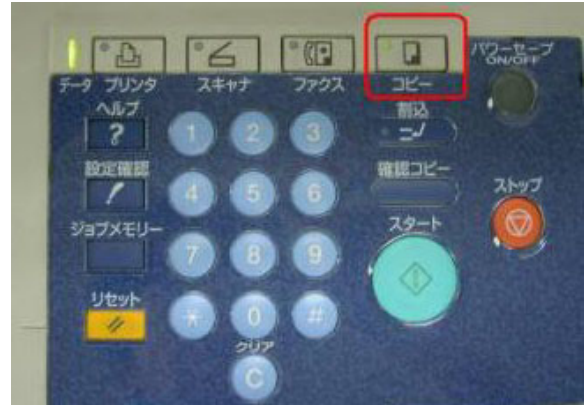 パワーセーブ
ON/OFF
データ プリンタ スキャナ ファクス コピー
ヘルプ
?
1 2 3
割込
設定確認
4 5 6
確認コピー
ストップ
ジョブメモリー
7 8 9
スタート
リセット
* 0 #
クリア
C